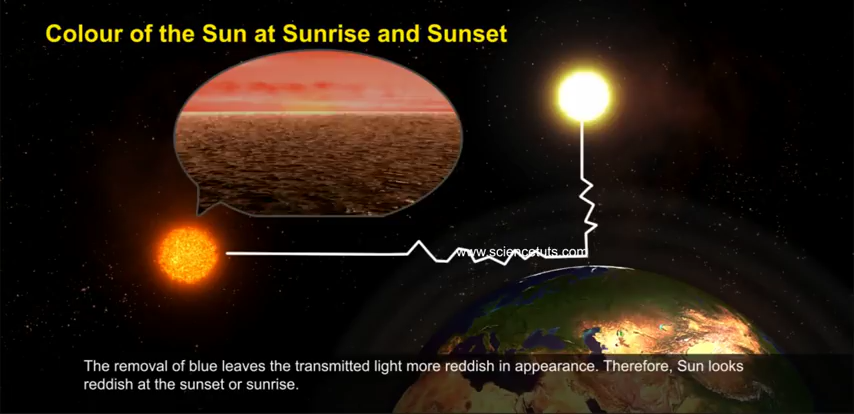 Colour of the Sun at Sunrise and Sunset
www.sciencetuts.com
The removal of blue leaves the transmitted light more reddish in appearance. Therefore, Sun looks
reddish at the sunset or sunrise.